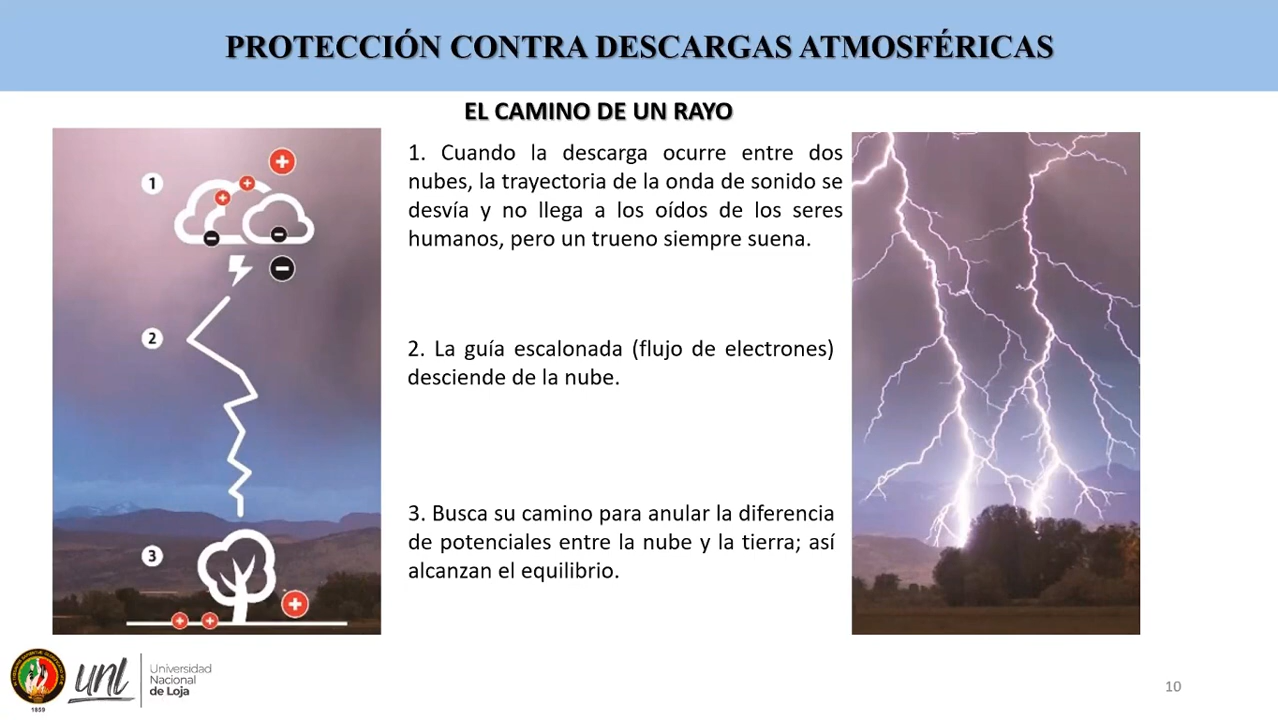 PROTECCIÓN CONTRA DESCARGAS ATMOSFÉRICAS
EL CAMINO DE UN RAYO
1
1. Cuando la descarga ocurre entre dos
nubes, la trayectoria de la onda de sonido se
desvía y no llega a los oídos de los seres
humanos, pero un trueno siempre suena.
2
2. La guía escalonada (flujo de electrones)
desciende de la nube.
3
3. Busca su camino para anular la diferencia
de potenciales entre la nube y la tierra; así
alcanzan el equilibrio.
unl
Universidad
Nacional
de Loja
1859
10